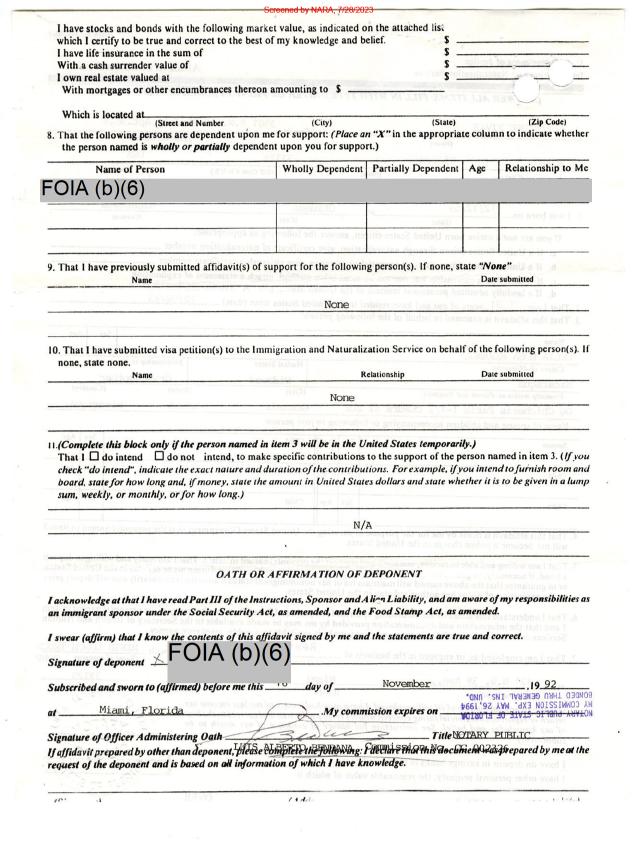 Screened by NARA, 7/28/2023
I have stocks and bonds with the following market value, as indicated on the attached list
which I certify to be true and correct to the best of my knowledge and belief. $
I have life insurance in the sum of $
With a cash surrender value of $
I own real estate valued at $
With mortgages or other encumbrances thereon amounting to $
Which is located at
(Street and Number) (City) (State) (Zip Code)
8. That the following persons are dependent upon me for support: (Place an "X" in the appropriate column to indicate whether
the person named is wholly or partially dependent upon you for support.)
Name of Person Wholly Dependent Partially Dependent Age Relationship to Me
FOIA (b)(6)
9. That I have previously submitted affidavit(s) of support for the following person(s). If none, state "None"
Name Date submitted
None
10. That I have submitted visa petition(s) to the Immigration and Naturalization Service on behalf of the following person(s). If
none, state none.
Name Relationship Date submitted
None
11.(Complete this block only if the person named in item 3 will be in the United States temporarily.)
That I ☐ do intend ☐ do not intend, to make specific contributions to the support of the person named in item 3. (If you
check "do intend", indicate the exact nature and duration of the contributions. For example, if you intend to furnish room and
board, state for how long and, if money, state the amount in United States dollars and state whether it is to be given in a lump
sum, weekly, or monthly, or for how long.)
N/A
OATH OR AFFIRMATION OF DEPONENT
I acknowledge at that I have read Part III of the Instructions, Sponsor and Alien Liability, and am aware of my responsibilities as
an immigrant sponsor under the Social Security Act, as amended, and the Food Stamp Act, as amended.
I swear (affirm) that I know the contents of this affidavit signed by me and the statements are true and correct.
Signature of deponent X FOIA (b)(6)
Subscribed and sworn to (affirmed) before me this day of November ,19 92
at Miami, Florida .My commission expires on
NOTARY PUBLIC STATE OF FLORIDA
MY COMMISSION EXP. MAY 26,1994
BONDED THRU GENERAL INS. UND.
Signature of Officer Administering Oath Title NOTARY PUBLIC
LUIS ALBERTO Commission No.
If affidavit prepared by other than deponent, please complete the following: I declare that this document was prepared by me at the
request of the deponent and is based on all information of which I have knowledge.